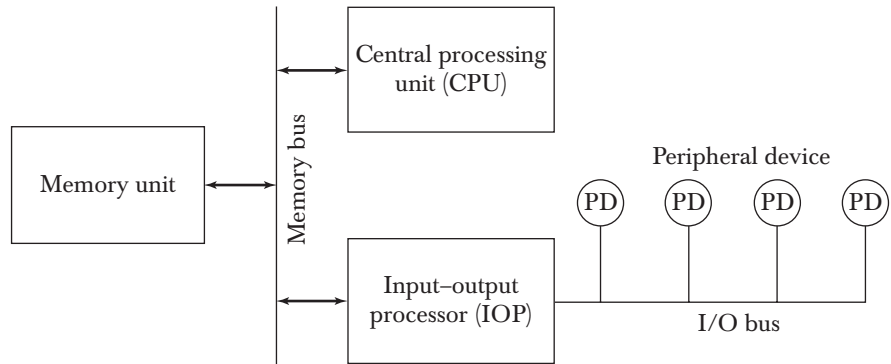 Central processing
unit (CPU)
Memory unit
Memory bus
Peripheral device
PD PD PD PD
Input–output
processor (IOP)
I/O bus